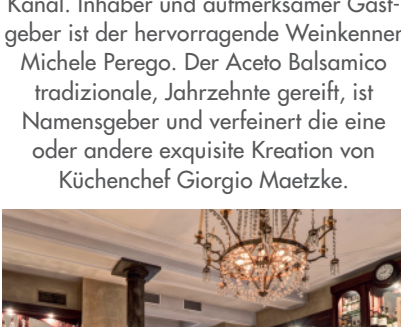 Kanal. Inhaber und aufmerksamer Gast-
geber ist der hervorragende Weinkenner
Michele Perego. Der Aceto Balsamico
tradizionale, Jahrzehnte gereift, ist
Namensgeber und verfeinert die eine
oder andere exquisite Kreation von
Küchenchef Giorgio Maetzke.